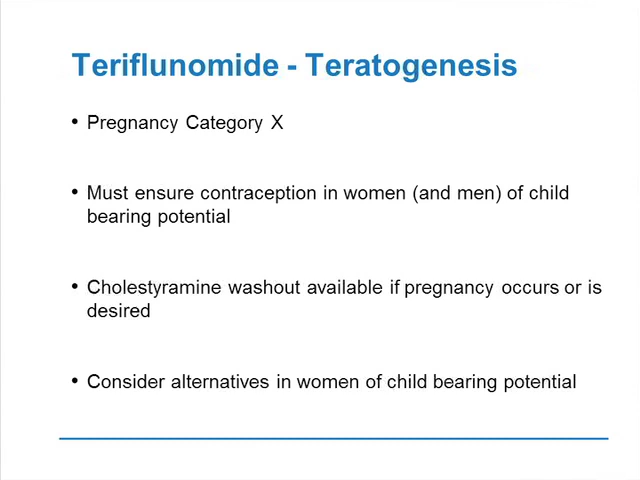 Teriflunomide - Teratogenesis
• Pregnancy Category X
• Must ensure contraception in women (and men) of child
bearing potential
• Cholestyramine washout available if pregnancy occurs or is
desired
• Consider alternatives in women of child bearing potential